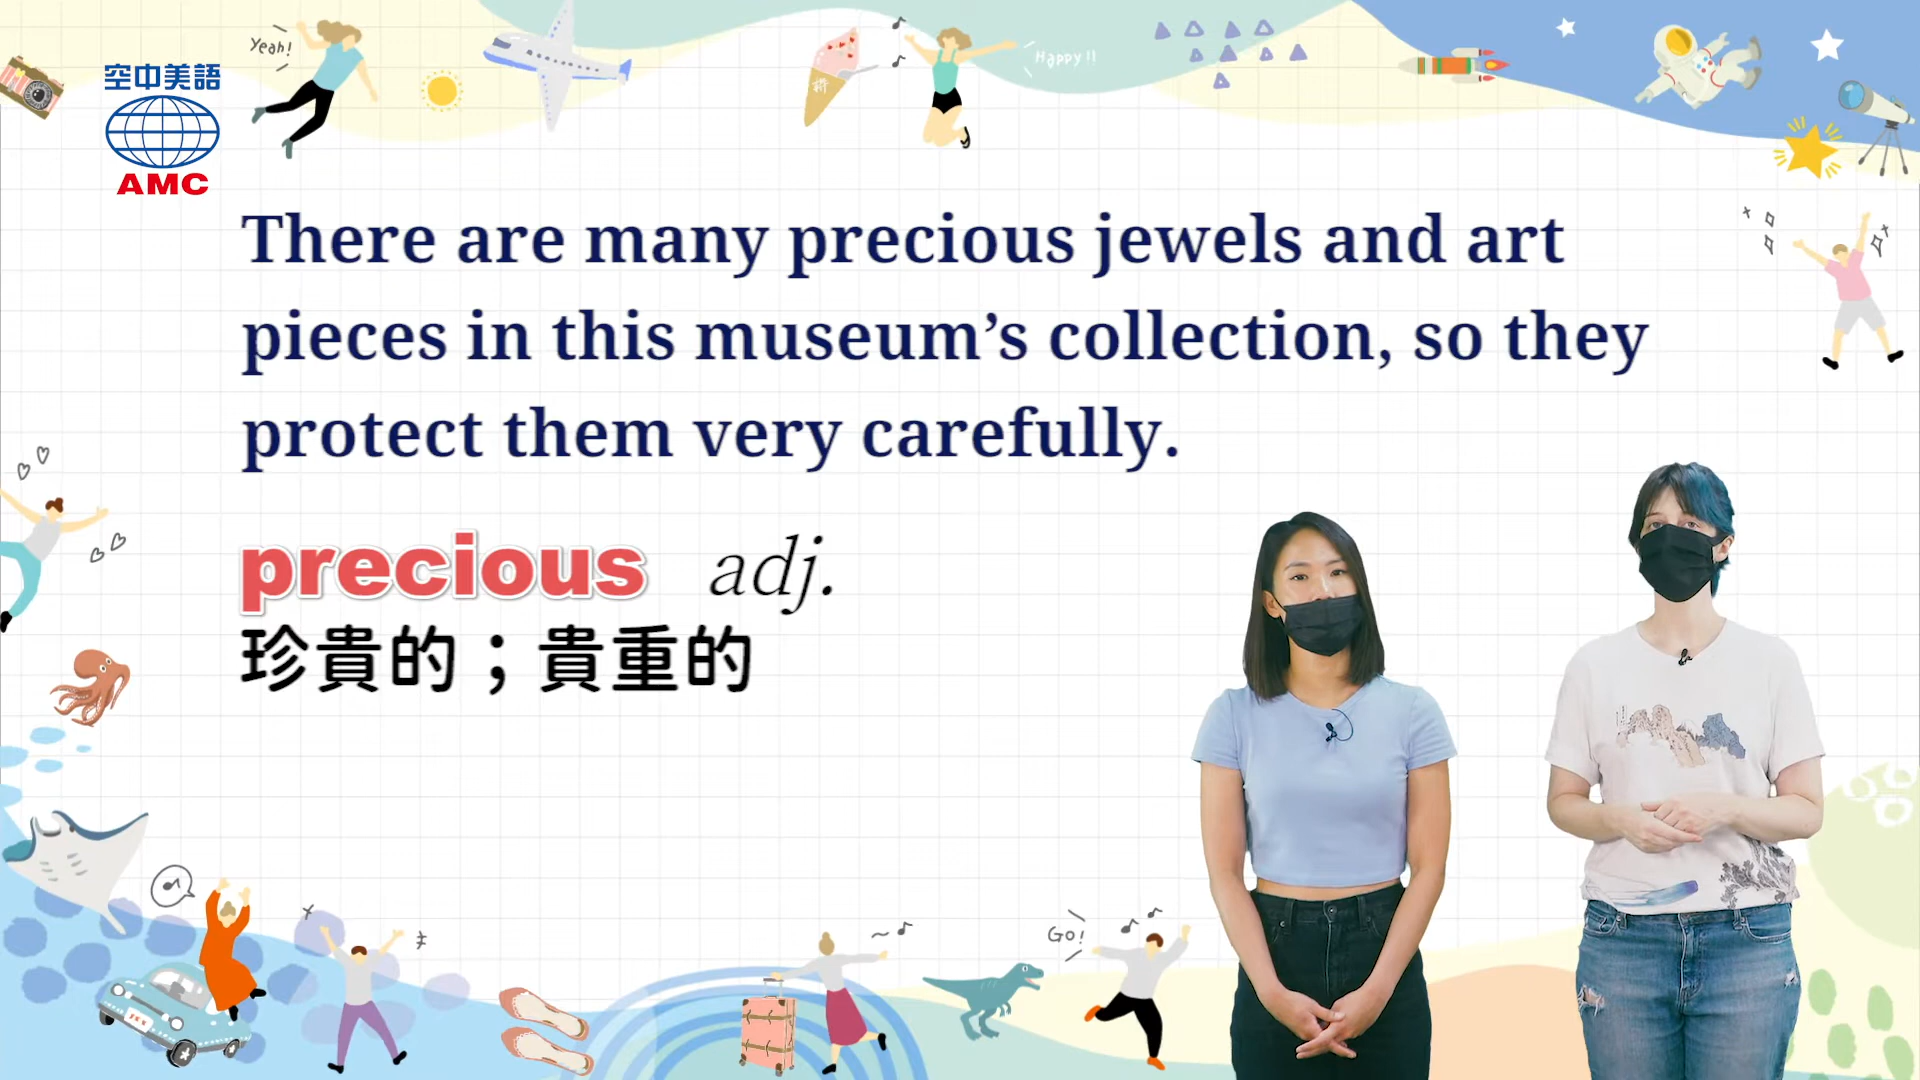 Yeah!
Happy!!
空中美語
AMC
There are many precious jewels and art
pieces in this museum’s collection, so they
protect them very carefully.
precious adj.
珍貴的；貴重的
Go!